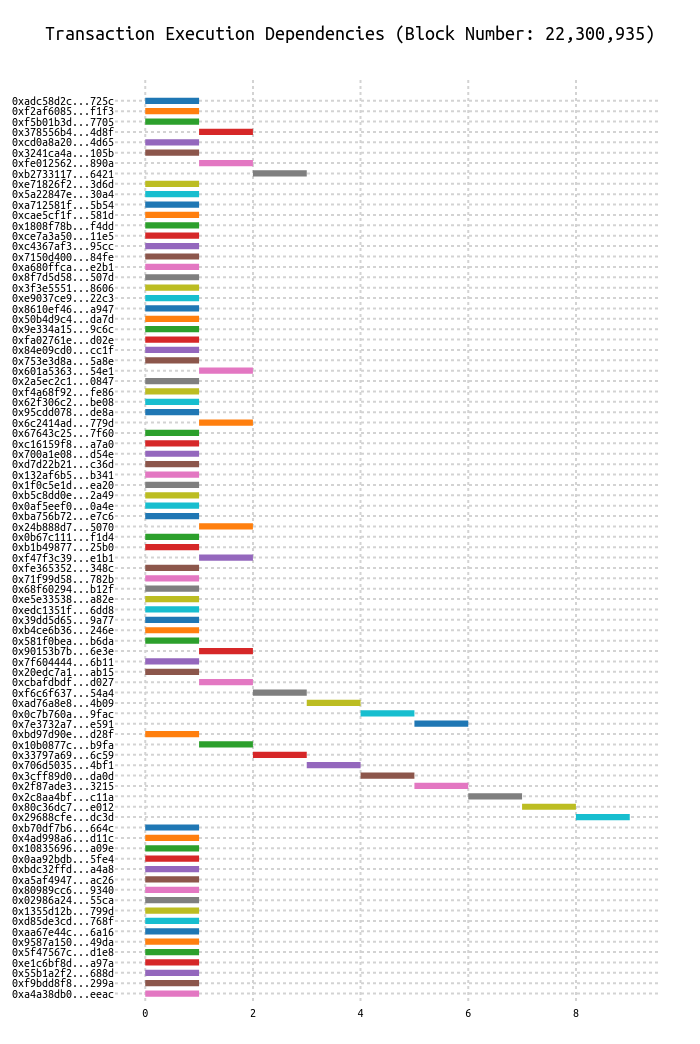 Transaction Execution Dependencies (Block Number: 22,300,935)
0xadc58d2c...725c
0xf2af6085...f1f3
0xf5b01b3d...7705
0x378556b4...4d8f
0xcd0a8a20...4d65
0x3241ca4a...105b
0xfe012562...890a
0xb2733117...6421
0xe71826f2...3d6d
0x5a22847e...30a4
0xa712581f...5b54
0xcae5cf1f...581d
0x1808f78b...f4dd
0xce7a3a50...11e5
0xc4367af3...95cc
0x7150d400...84fe
0xa680ffca...e2b1
0x8f7d5d58...507d
0x3f3e5551...8606
0xe9037ce9...22c3
0x8610ef46...a947
0x50b4d9c4...da7d
0x9e334a15...9c6c
0xfa02761e...d02e
0x84e09cd0...cc1f
0x753e3d8a...5a8e
0x601a5363...54e1
0x2a5ec2c1...0847
0xf4a68f92...fe86
0x62f306c2...be08
0x95cdd078...de8a
0x6c2414ad...779d
0x67643c25...7f60
0xc16159f8...a7a0
0x700a1e08...d54e
0xd7d22b21...c36d
0x132af6b5...b341
0x1f0c5e1d...ea20
0xb5c8dd0e...2a49
0x0af5eef0...0a4e
0xba756b72...e7c6
0x24b888d7...5070
0x0b67c111...f1d4
0xb1b49877...25b0
0xf47f3c39...e1b1
0xfe365352...348c
0x71f99d58...782b
0x68f60294...b12f
0xe5e33538...a82e
0xedc1351f...6dd8
0x39dd5d65...9a77
0xb4ce6b36...246e
0x581f0bea...b6da
0x90153b7b...6e3e
0x7f604444...6b11
0x20edc7a1...ab15
0xcbafdbdf...d027
0xf6c6f637...54a4
0xad76a8e8...4b09
0x0c7b760a...9fac
0x7e3732a7...e591
0xbd97d90e...d28f
0x10b0877c...b9fa
0x33797a69...6c59
0x706d5035...4bf1
0x3cff89d0...da0d
0x2f87ade3...3215
0x2c8aa4bf...c11a
0x80c36dc7...e012
0x29688cfe...dc3d
0xb70df7b6...664c
0x4ad998a6...d11c
0x10835696...a09e
0x0aa92bdb...5fe4
0xbdc32ffd...a4a8
0xa5af4947...ac26
0x80989cc6...9340
0x02986a24...55ca
0x1355d12b...799d
0xd85de3cd...768f
0xaa67e44c...6a16
0x9587a150...49da
0x5f47567c...d1e8
0xe1c6bf8d...a97a
0x55b1a2f2...688d
0xf9bdd8f8...299a
0xa4a38db0...eeac
0 2 4 6 8